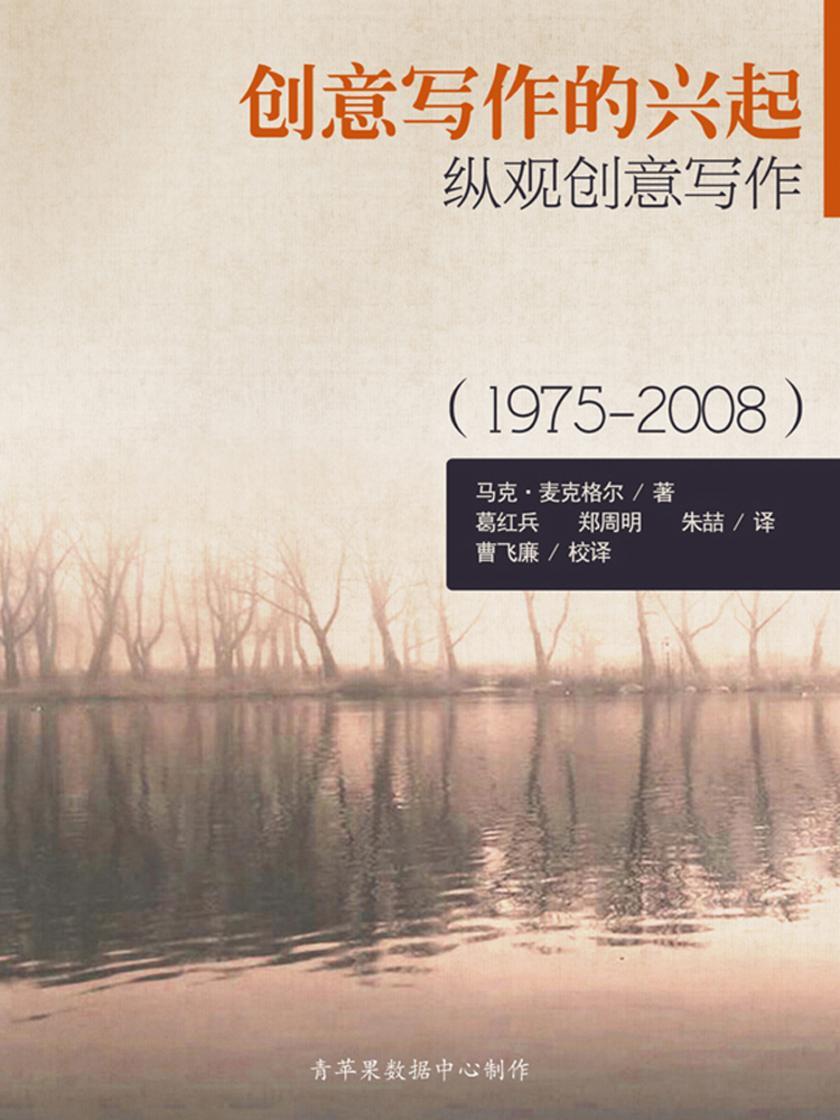 创意写作的兴起
纵观创意写作
（1975-2008）
马克·麦克格尔 / 著
葛红兵 郑周明 朱喆 / 译
曹飞廉 / 校译
青苹果数据中心制作